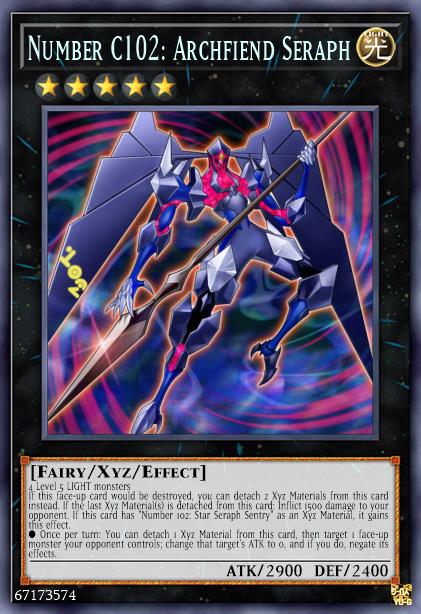 Number C102: Archfiend Seraph
LIGHT
光
102
[Fairy/Xyz/Effect]
4 Level 5 LIGHT monsters
If this face-up card would be destroyed, you can detach 2 Xyz Materials from this card
instead. If the last Xyz Material(s) is detached from this card: Inflict 1500 damage to your
opponent. If this card has "Number 102: Star Seraph Sentry" as an Xyz Material, it gains
this effect.
● Once per turn: You can detach 1 Xyz Material from this card, then target 1 face-up
monster your opponent controls; change that target's ATK to 0, and if you do, negate its
effects.
ATK/2900 DEF/2400
67173574